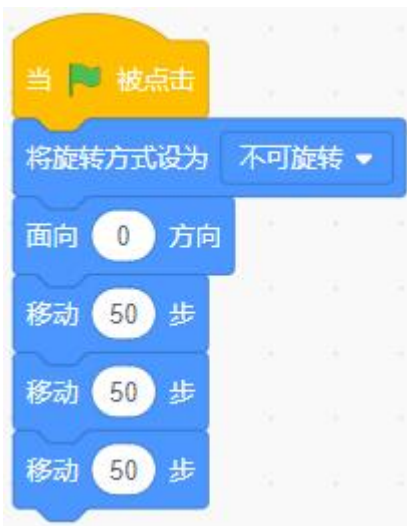 当 被点击
将旋转方式设为 不可旋转
面向 0 方向
移动 50 步
移动 50 步
移动 50 步